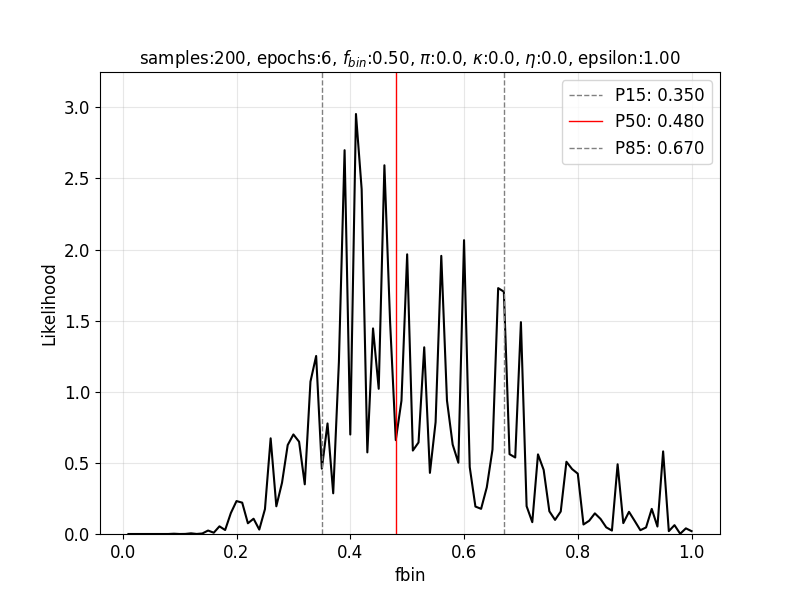 samples:200, epochs:6, f_bin:0.50, π:0.0, κ:0.0, η:0.0, epsilon:1.00
P15: 0.350
P50: 0.480
P85: 0.670
3.0
2.5
2.0
1.5
1.0
0.5
0.0
Likelihood
0.0 0.2 0.4 0.6 0.8 1.0
fbin